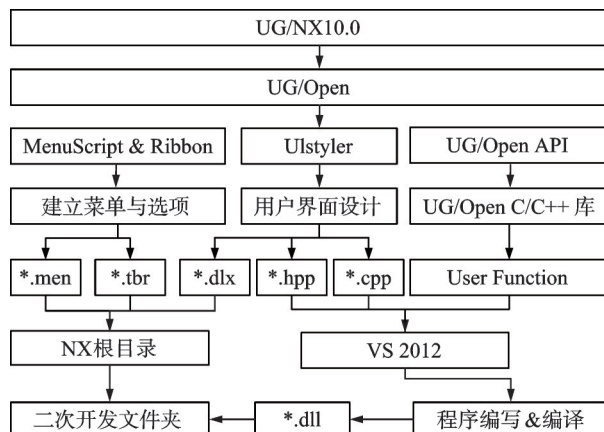 UG/NX10.0
UG/Open
MenuScript & Ribbon
UIstyler
UG/Open API
建立菜单与选项
用户界面设计
UG/Open C/C++ 库
*.men
*.tbr
*.dlx
*.hpp
*.cpp
User Function
NX根目录
VS 2012
二次开发文件夹
*.dll
程序编写&编译